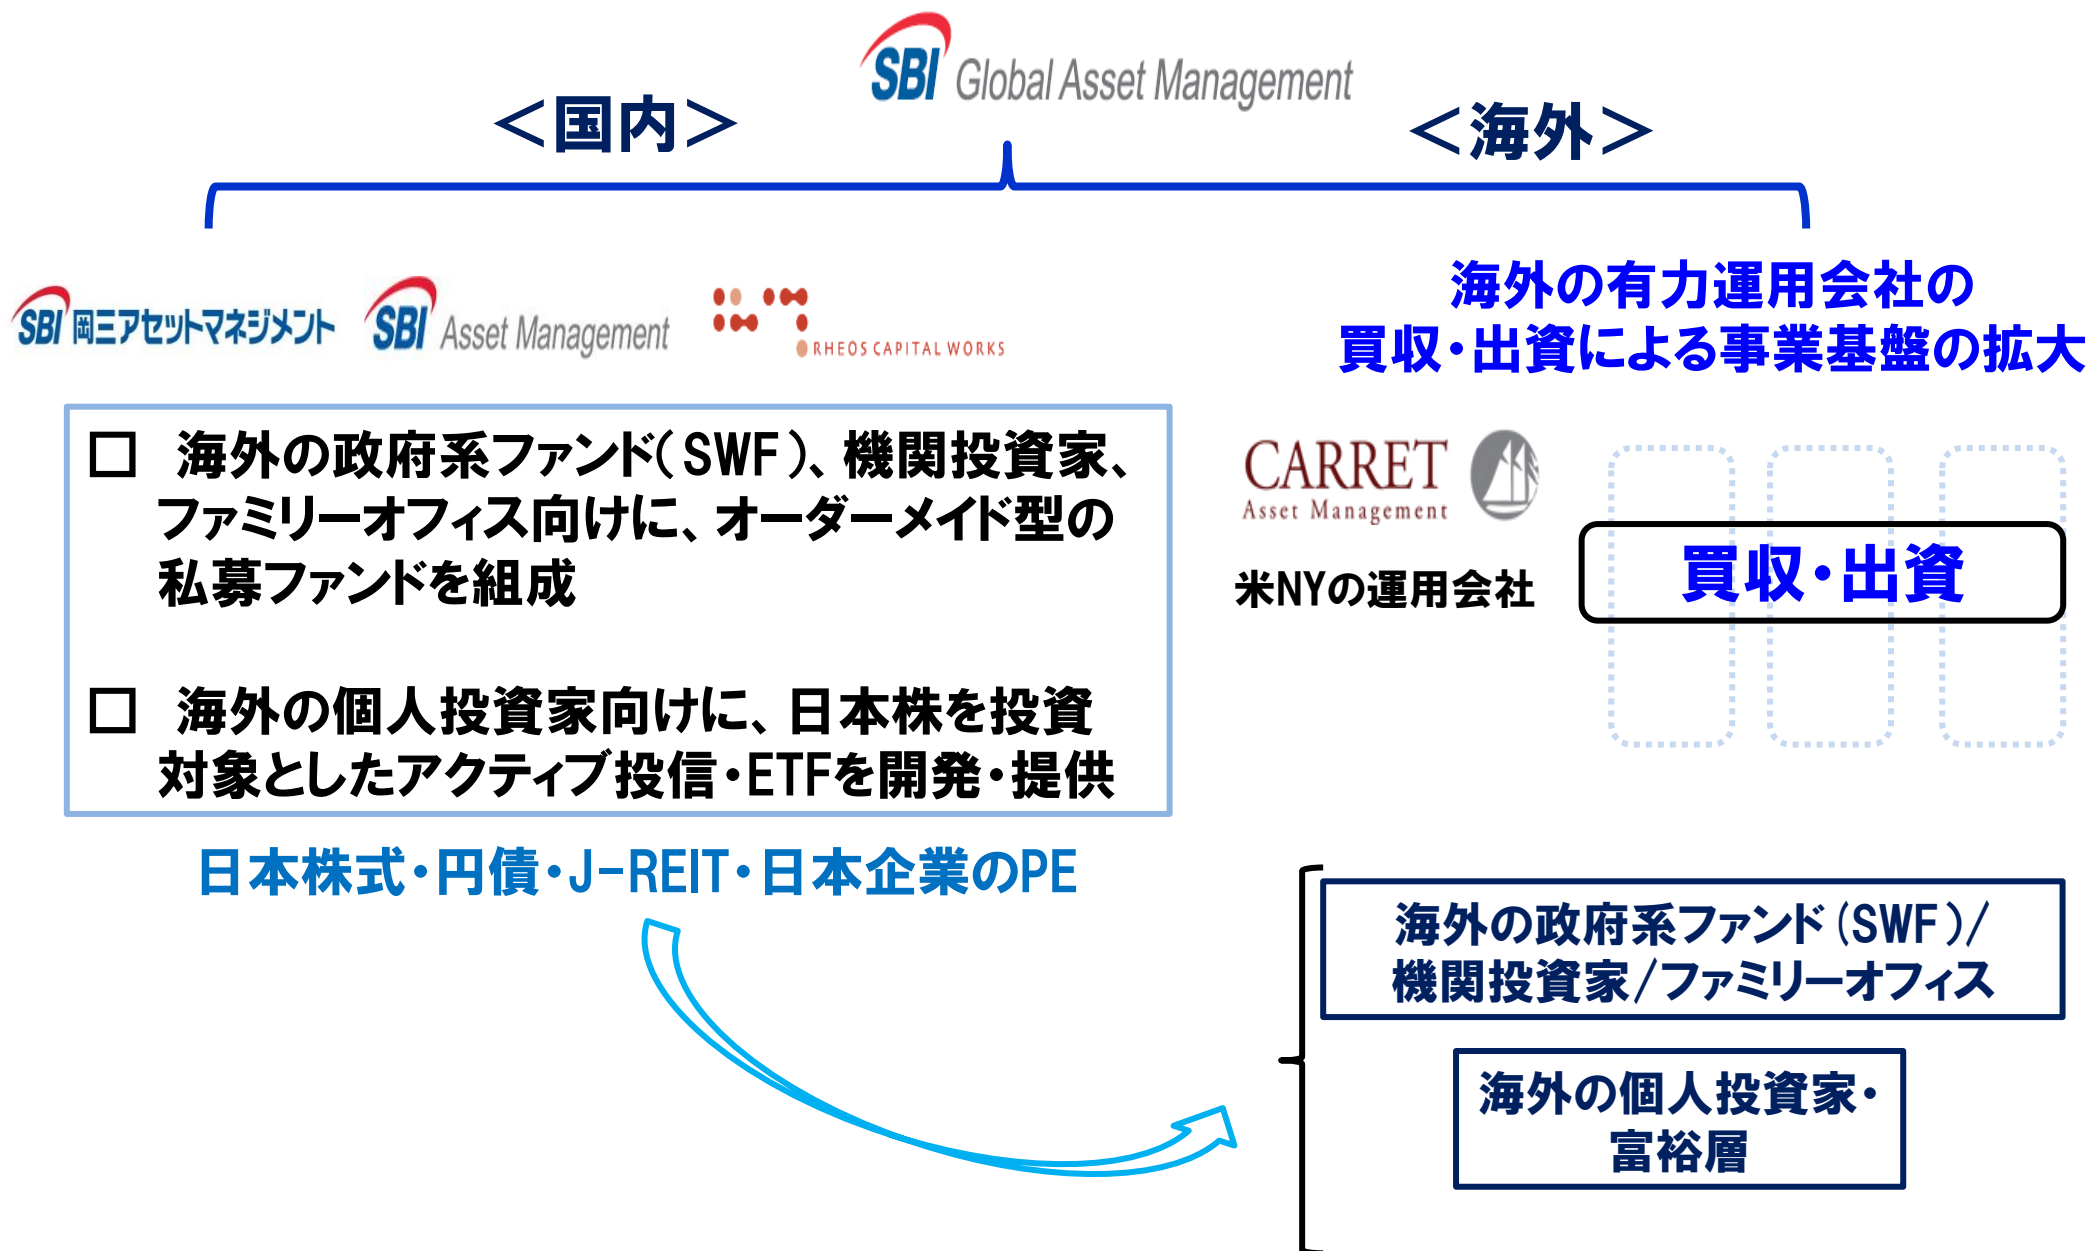 SBI Global Asset Management
＜国内＞
＜海外＞
SBI 岡三アセットマネジメント
SBI Asset Management
RHEOS CAPITAL WORKS
海外の有力運用会社の
買収・出資による事業基盤の拡大
□ 海外の政府系ファンド(SWF)、機関投資家、
ファミリーオフィス向けに、オーダーメイド型の
私募ファンドを組成
□ 海外の個人投資家向けに、日本株を投資
対象としたアクティブ投信・ETFを開発・提供
CARRET
Asset Management
米NYの運用会社
買収・出資
日本株式・円債・J-REIT・日本企業のPE
海外の政府系ファンド(SWF)/
機関投資家/ファミリーオフィス
海外の個人投資家・
富裕層